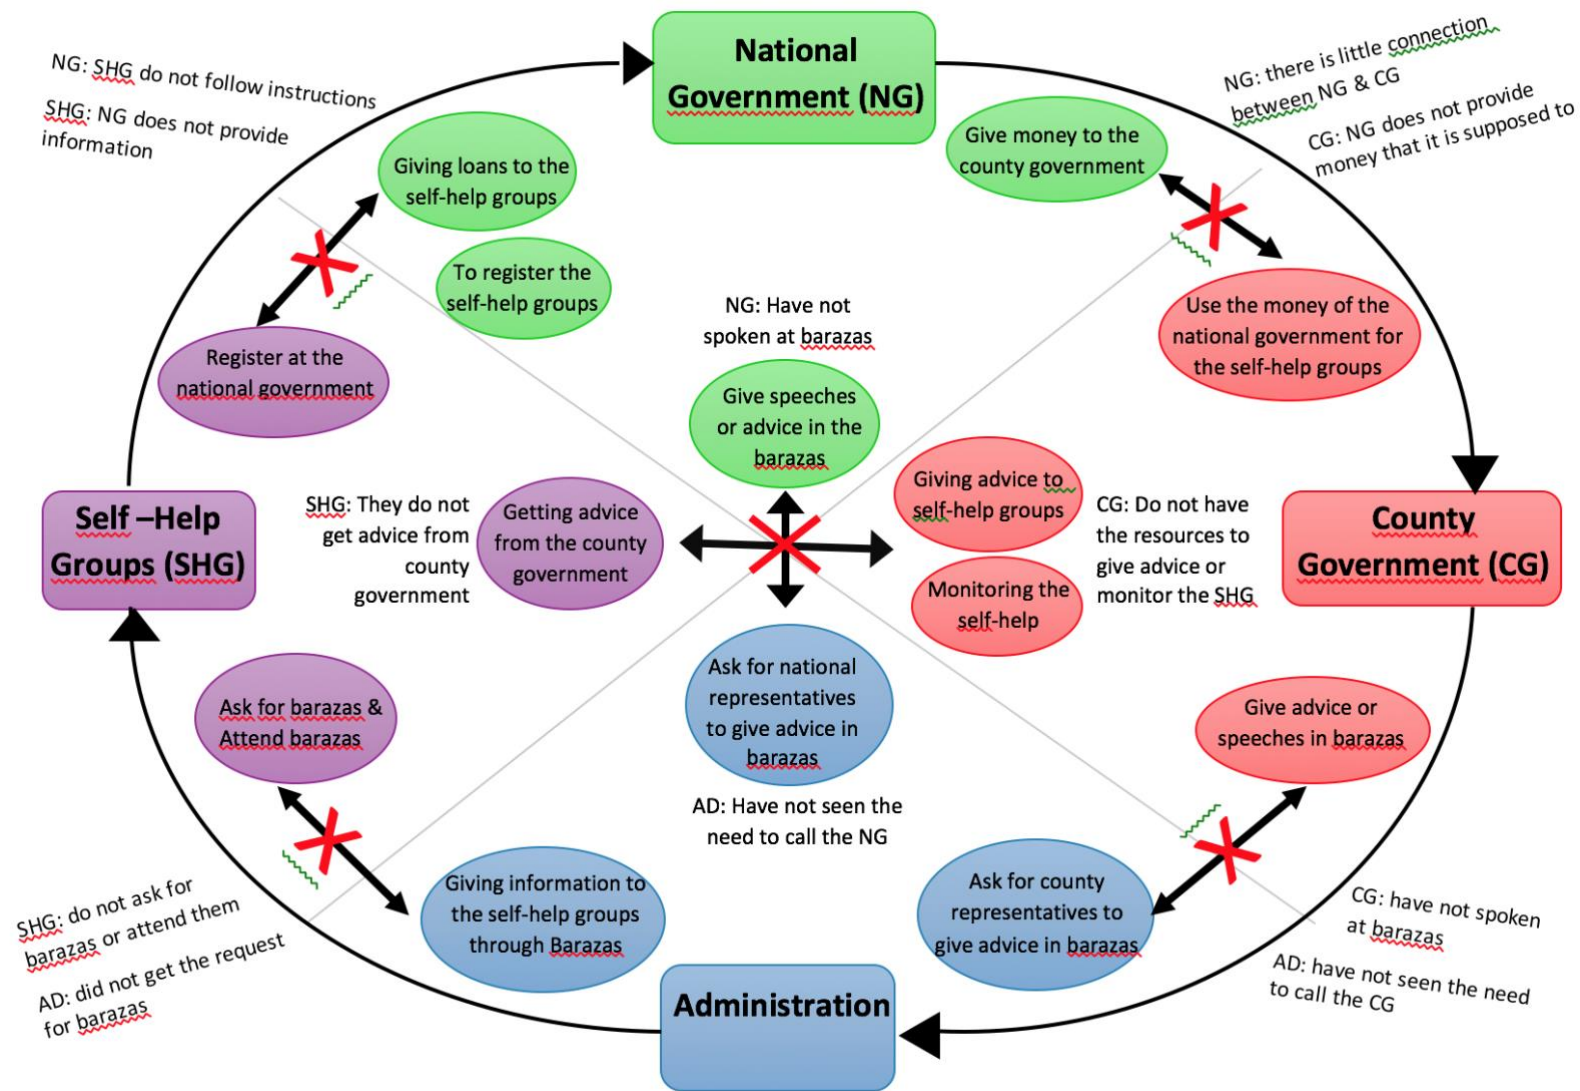 National
Government (NG)
NG: SHG do not follow instructions
SHG: NG does not provide
information
NG: there is little connection
between NG & CG
CG: NG does not provide
money that it is supposed to
Giving loans to the
self-help groups
To register the
self-help groups
Register at the
national government
Give money to the
county government
Use the money of the
national government for
the self-help groups
NG: Have not
spoken at barazas
Give speeches
or advice in the
barazas
Self –Help
Groups (SHG)
SHG: They do not
get advice from
county
government
Getting advice
from the county
government
Giving advice to
self-help groups
Monitoring the
self-help
CG: Do not have
the resources to
give advice or
monitor the SHG
County
Government (CG)
Ask for national
representatives
to give advice in
barazas
AD: Have not seen the
need to call the NG
Ask for barazas &
Attend barazas
Giving information to
the self-help groups
through Barazas
Give advice or
speeches in barazas
Ask for county
representatives to
give advice in barazas
SHG: do not ask for
barazas or attend them
AD: did not get the request
for barazas
CG: have not spoken
at barazas
AD: have not seen the need
to call the CG
Administration